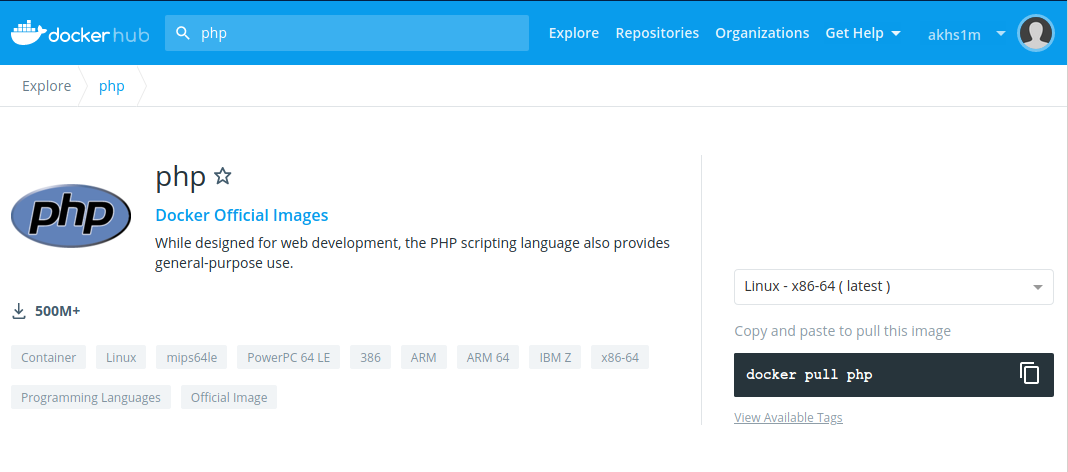 docker hub
php
Explore
Repositories
Organizations
Get Help
akhs1m
Explore
php
php
php
Docker Official Images
While designed for web development, the PHP scripting language also provides
general-purpose use.
500M+
Container
Linux
mips64le
PowerPC 64 LE
386
ARM
ARM 64
IBM Z
x86-64
Programming Languages
Official Image
Linux - x86-64 ( latest )
Copy and paste to pull this image
docker pull php
View Available Tags